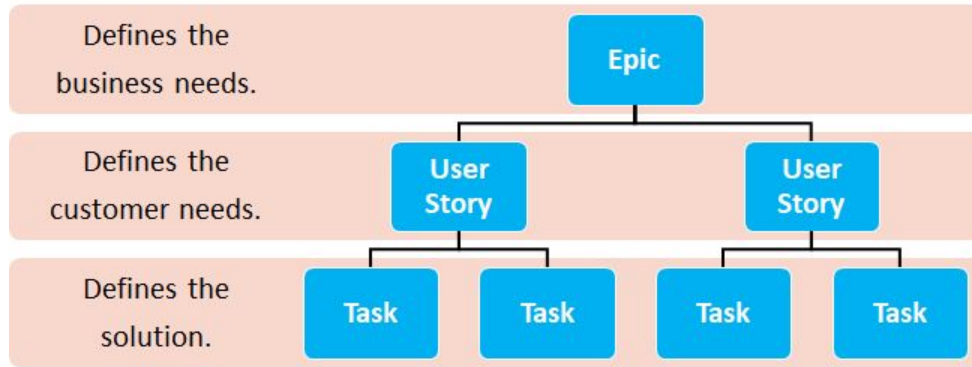 Defines the
business needs.
Epic
Defines the
customer needs.
User
Story
User
Story
Defines the
solution.
Task
Task
Task
Task